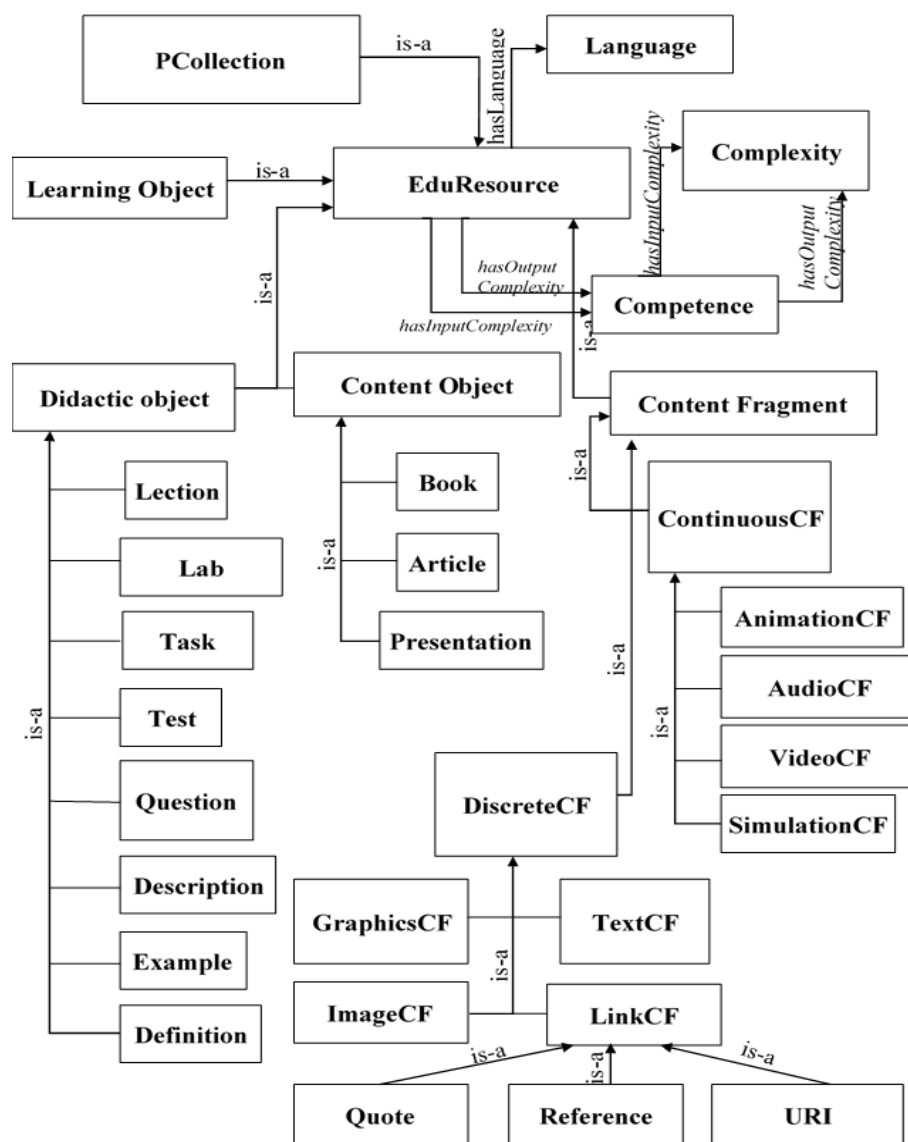 PCollection
is-a
hasLanguage
Language
Learning Object
is-a
EduResource
hasInputComplexity
Complexity
hasOutput
Complexity
is-a
hasOutput
Complexity
hasInputComplexity
Competence
is-a
Didactic object
Content Object
Content Fragment
is-a
Lection
Lab
Task
Test
Question
Description
Example
Definition
is-a
Book
Article
Presentation
is-a
is-a
ContinuousCF
AnimationCF
AudioCF
VideoCF
SimulationCF
is-a
is-a
DiscreteCF
GraphicsCF
TextCF
is-a
ImageCF
LinkCF
is-a
is-a
is-a
Quote
Reference
URI